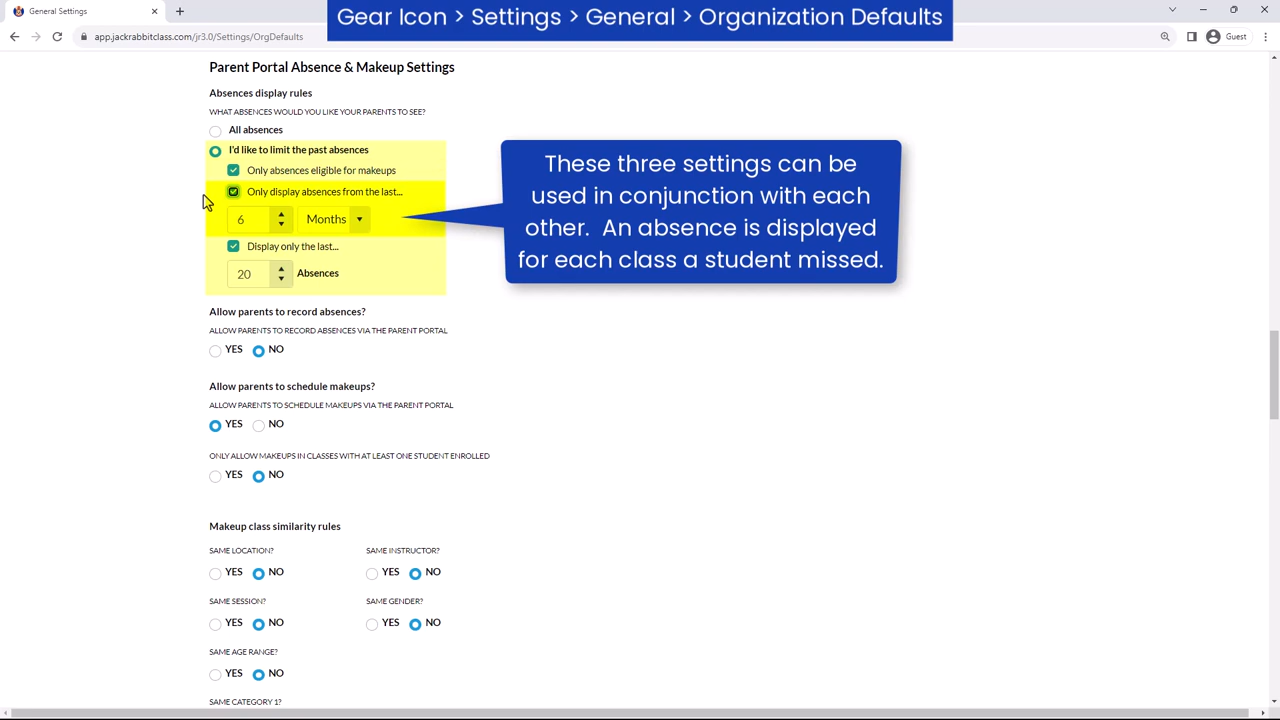 Gear Icon > Settings > General > Organization Defaults
General Settings
app.jackrabbitclass.com/jr3.0/Settings/OrgDefaults
Guest
Parent Portal Absence & Makeup Settings
Absences display rules
WHAT ABSENCES WOULD YOU LIKE YOUR PARENTS TO SEE?
All absences
I'd like to limit the past absences
Only absences eligible for makeups
Only display absences from the last...
6 Months
Display only the last...
20 Absences
These three settings can be
used in conjunction with each
other. An absence is displayed
for each class a student missed.
Allow parents to record absences?
ALLOW PARENTS TO RECORD ABSENCES VIA THE PARENT PORTAL
YES NO
Allow parents to schedule makeups?
ALLOW PARENTS TO SCHEDULE MAKEUPS VIA THE PARENT PORTAL
YES NO
ONLY ALLOW MAKEUPS IN CLASSES WITH AT LEAST ONE STUDENT ENROLLED
YES NO
Makeup class similarity rules
SAME LOCATION? SAME INSTRUCTOR?
YES NO YES NO
SAME SESSION? SAME GENDER?
YES NO YES NO
SAME AGE RANGE?
YES NO
SAME CATEGORY 1?